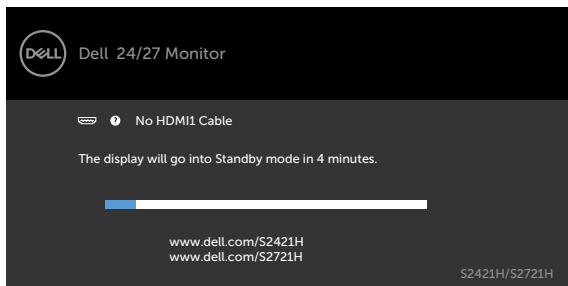 DELL
Dell 24/27 Monitor
? No HDMI1 Cable
The display will go into Standby mode in 4 minutes.
www.dell.com/S2421H
www.dell.com/S2721H
S2421H/S2721H